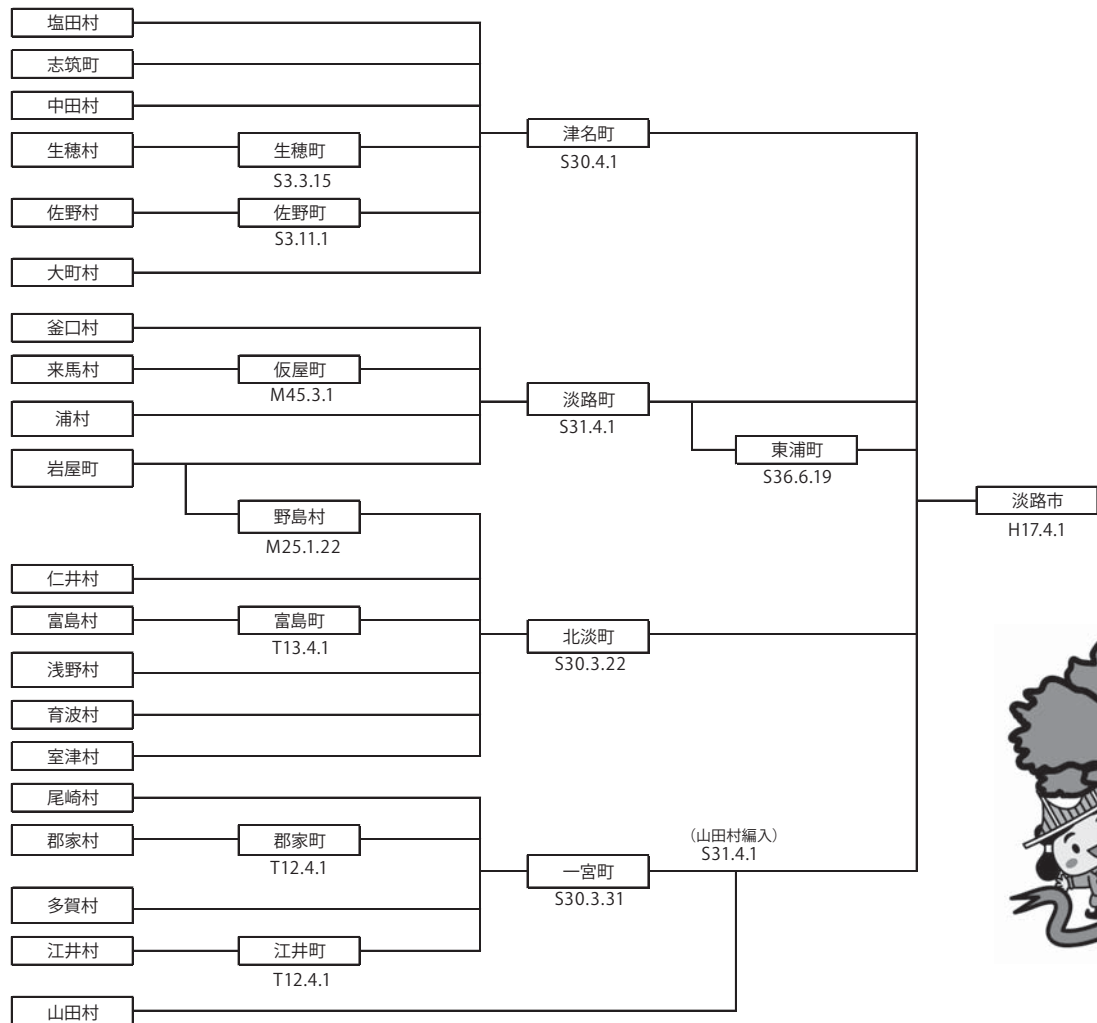 塩田村
志筑町
中田村
生穂村
生穂町
S3.3.15
佐野村
佐野町
S3.11.1
大町村
津名町
S30.4.1
釜口村
来馬村
仮屋町
M45.3.1
浦村
岩屋町
淡路町
S31.4.1
東浦町
S36.6.19
野島村
M25.1.22
仁井村
富島村
富島町
T13.4.1
浅野村
育波村
室津村
北淡町
S30.3.22
尾崎村
郡家村
郡家町
T12.4.1
多賀村
江井村
江井町
T12.4.1
一宮町
S30.3.31
(山田村編入)
S31.4.1
山田村
淡路市
H17.4.1